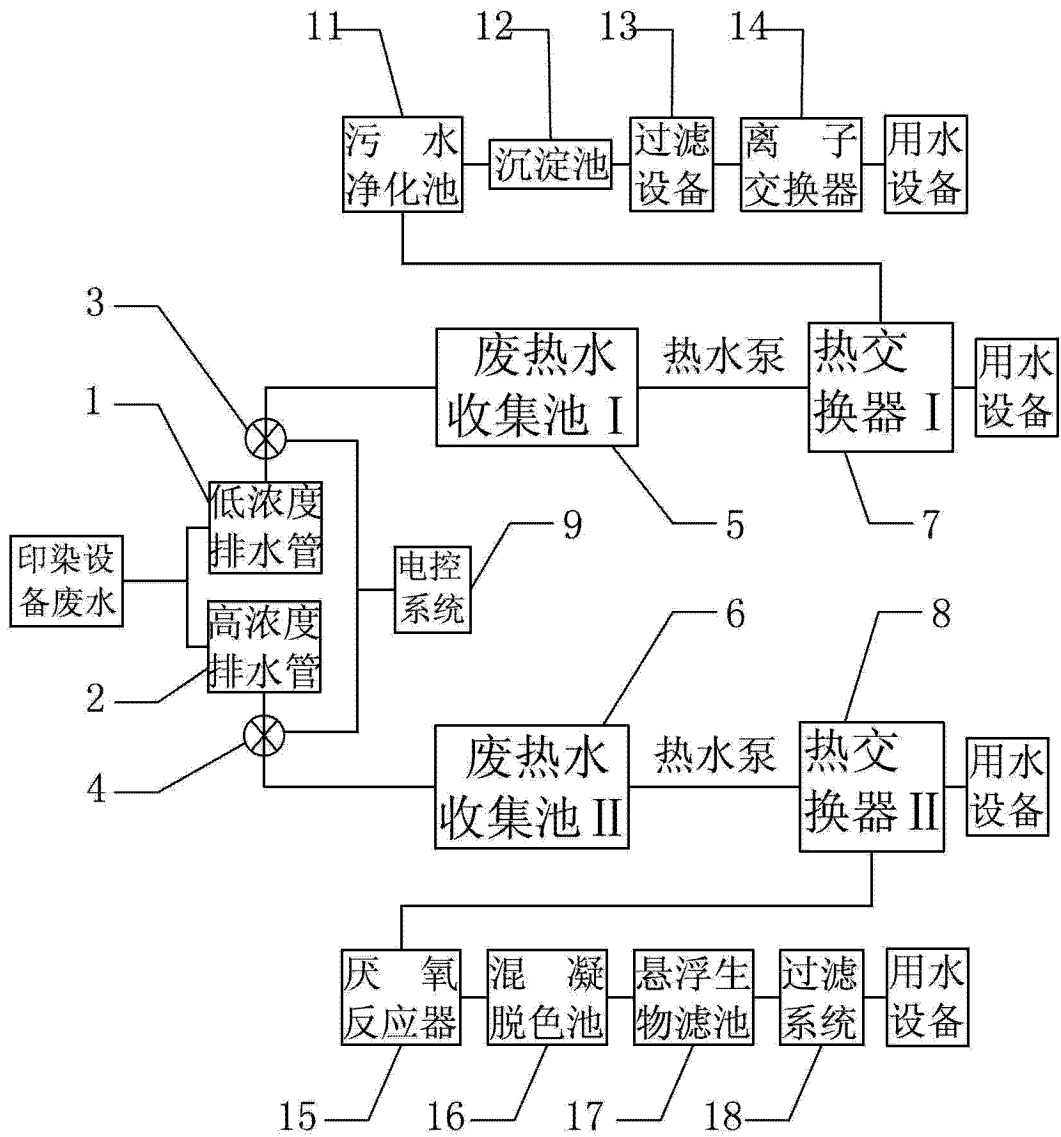 11
12
13
14
污 水
净化池
沉淀池
过滤
设备
离 子
交换器
用水
设备
3
1
废热水
收集池 I
热水泵
热交
换器 I
用水
设备
低浓度
排水管
5
7
9
印染设
备废水
电控
系统
高浓度
排水管
2
4
6
8
废热水
收集池 II
热水泵
热交
换器 II
用水
设备
厌 氧
反应器
混 凝
脱色池
悬浮生
物滤池
过滤
系统
用水
设备
15
16
17
18